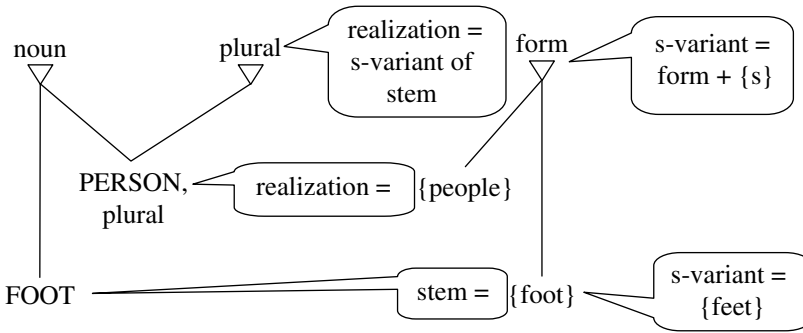 noun
plural
realization =
s-variant of
stem
form
s-variant =
form + {s}
PERSON,
plural
realization =
{people}
FOOT
stem =
{foot}
s-variant =
{feet}